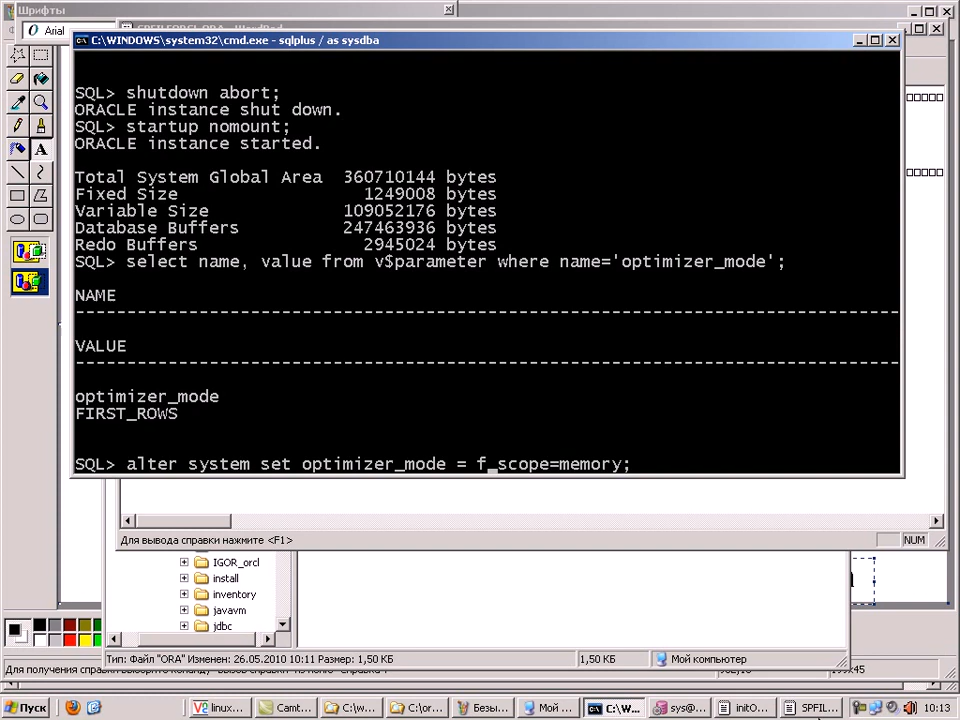 Шрифты
Arial
C:\WINDOWS\system32\cmd.exe - sqlplus / as sysdba
SQL> shutdown abort;
ORACLE instance shut down.
SQL> startup nomount;
ORACLE instance started.
Total System Global Area 360710144 bytes
Fixed Size 1249008 bytes
Variable Size 109052176 bytes
Database Buffers 247463936 bytes
Redo Buffers 2945024 bytes
SQL> select name, value from v$parameter where name='optimizer_mode';
NAME
--------------------------------------------------------------------------------
VALUE
--------------------------------------------------------------------------------
optimizer_mode
FIRST_ROWS
SQL> alter system set optimizer_mode = f_scope=memory;
Для вывода справки нажмите <F1>
NUM
IGOR_orcl
install
inventory
javavm
jdbc
Тип: Файл "ORA" Изменен: 26.05.2010 10:11 Размер: 1,50 КБ
1,50 КБ
Мой компьютер
Для получения справки
Пуск
linux...
Camt...
C:\w...
C:\or...
Безы...
Мой ...
C:\W...
sys@...
initO...
SPFIL...
10:13